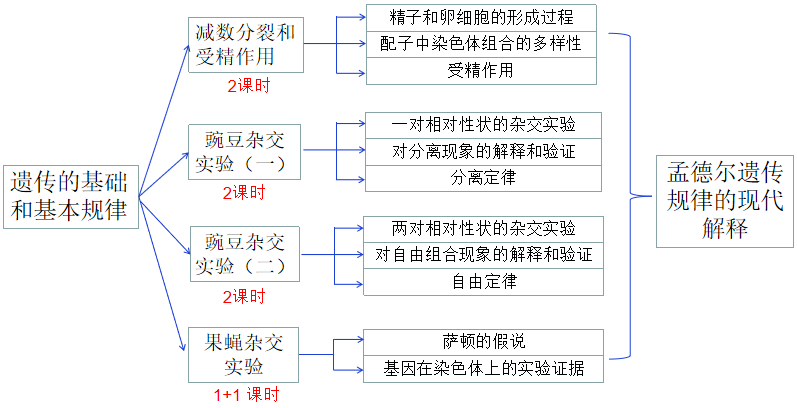 遗传的基础
和基本规律
减数分裂和
受精作用
2课时
精子和卵细胞的形成过程
配子中染色体组合的多样性
受精作用
豌豆杂交
实验（一）
2课时
一对相对性状的杂交实验
对分离现象的解释和验证
分离定律
豌豆杂交
实验（二）
2课时
两对相对性状的杂交实验
对自由组合现象的解释和验证
自由定律
果蝇杂交
实验
1+1 课时
萨顿的假说
基因在染色体上的实验证据
孟德尔遗传
规律的现代
解释